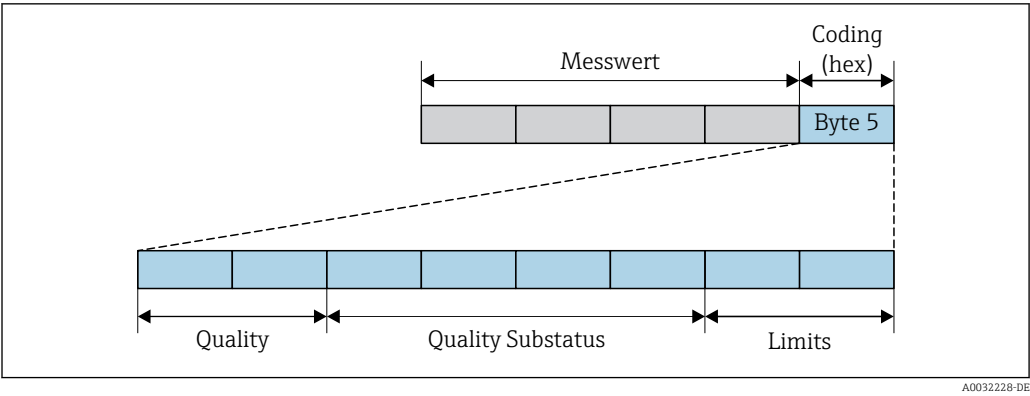 Coding
(hex)
Messwert
Byte 5
Quality
Quality Substatus
Limits
A0032228-DE